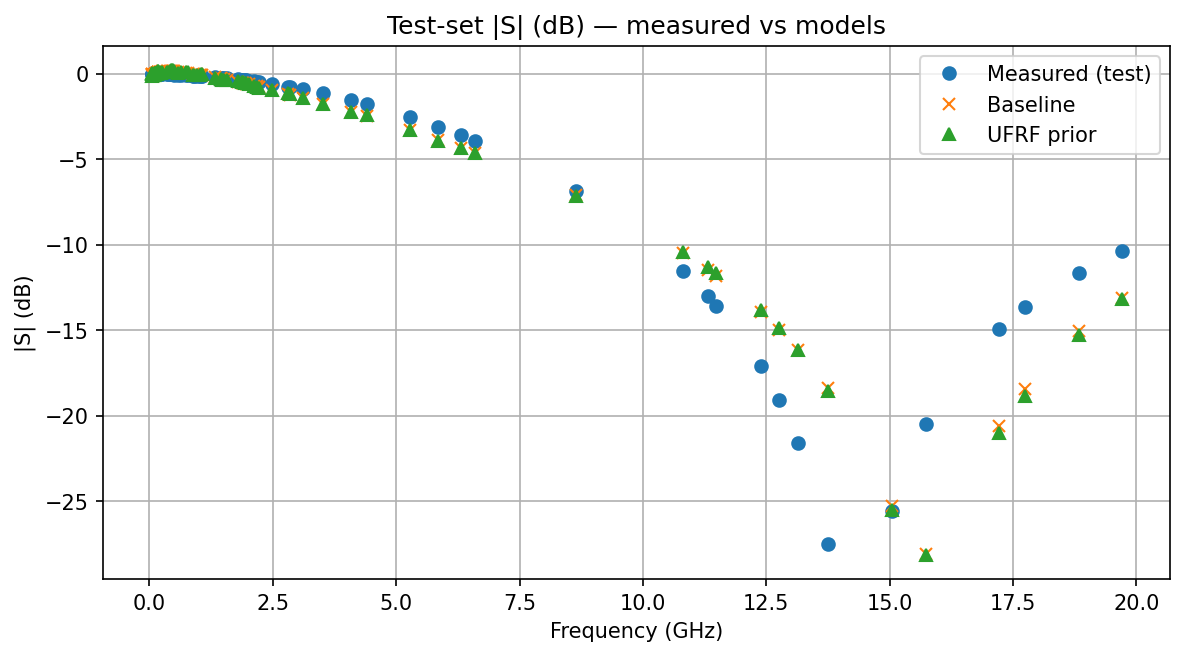 Test-set |S| (dB) — measured vs models
Measured (test)
Baseline
UFRF prior
|S| (dB)
0
−5
−10
−15
−20
−25
0.0 2.5 5.0 7.5 10.0 12.5 15.0 17.5 20.0
Frequency (GHz)